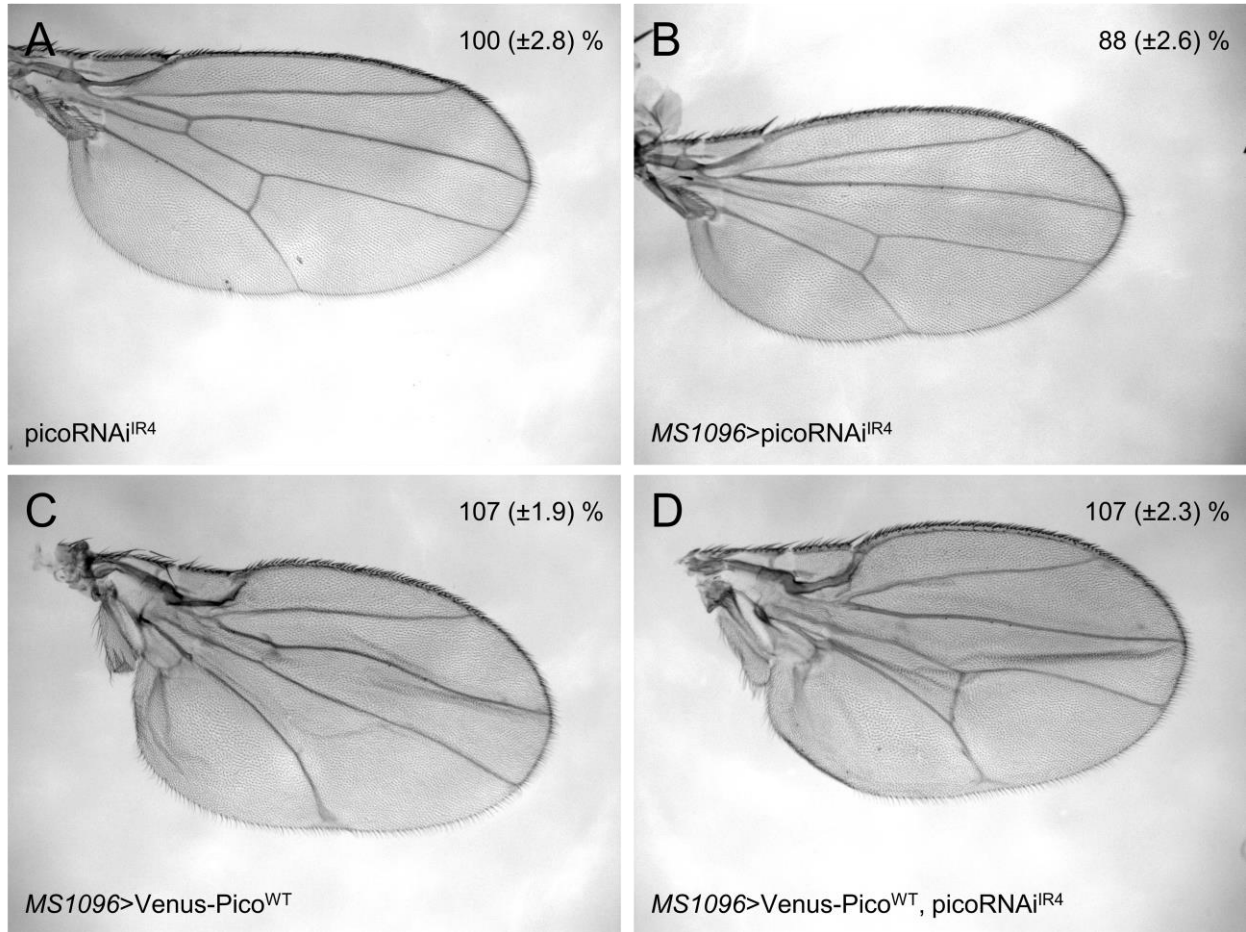 A
100 (±2.8) %
picoRNAiᴵᴿ⁴
B
88 (±2.6) %
MS1096>picoRNAiᴵᴿ⁴
C
107 (±1.9) %
MS1096>Venus-Picoᵂᵀ
D
107 (±2.3) %
MS1096>Venus-Picoᵂᵀ, picoRNAiᴵᴿ⁴